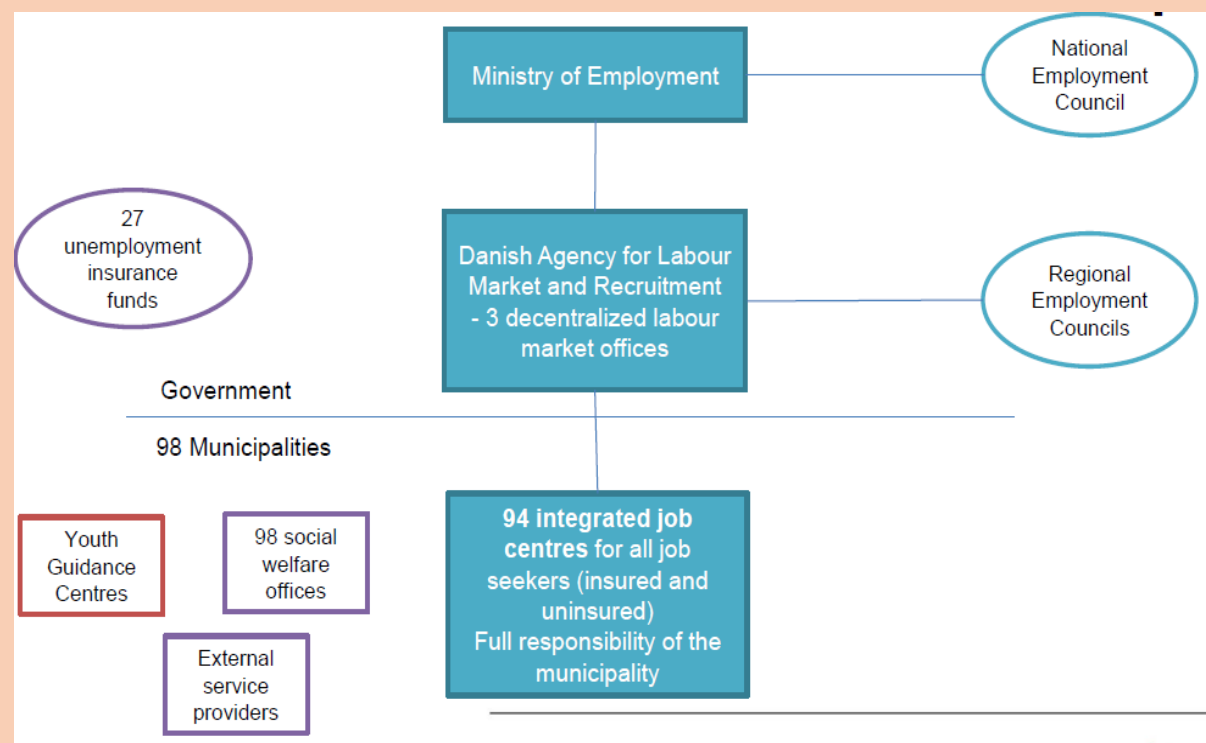 Ministry of Employment
National
Employment
Council
27
unemployment
insurance
funds
Danish Agency for Labour
Market and Recruitment
- 3 decentralized labour
market offices
Regional
Employment
Councils
Government
98 Municipalities
Youth
Guidance
Centres
98 social
welfare
offices
External
service
providers
94 integrated job
centres for all job
seekers (insured and
uninsured)
Full responsibility of the
municipality